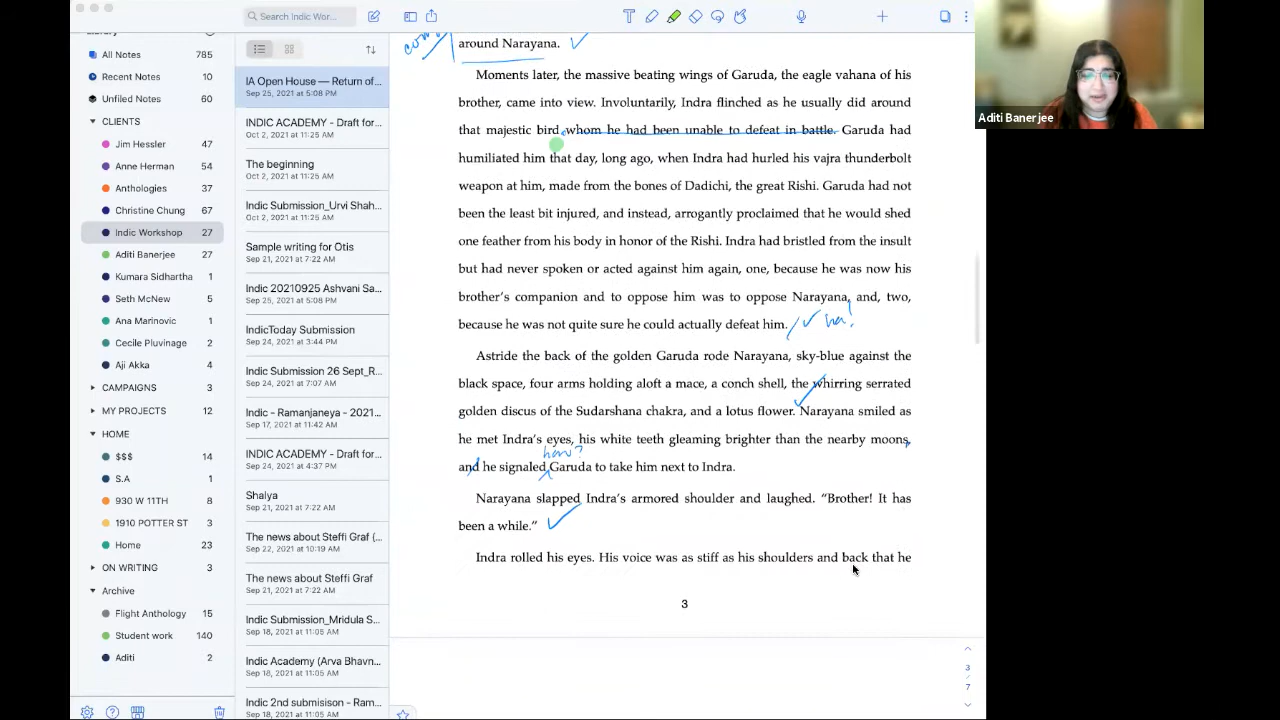 Search Indic Wor...
All Notes 785
Recent Notes 10
Unfiled Notes 60
CLIENTS
Jim Hessler 47
Anne Herman 54
Anthologies 37
Christine Chung 67
Indic Workshop 27
Aditi Banerjee 27
Kumara Sidhartha 1
Seth McNew 5
Ana Marinovic 1
Cecile Pluvinage 2
Aji Akka 4
CAMPAIGNS 3
MY PROJECTS 12
HOME 3
$$$ 14
S.A 1
930 W 11TH 8
1910 POTTER ST 3
Home 23
ON WRITING 3
Archive 3
Flight Anthology 15
Student work 140
Aditi 2
IA Open House — Return of...
Sep 25, 2021 at 5:08 PM
INDIC ACADEMY - Draft for...
Oct 2, 2021 at 11:25 AM
The beginning
Oct 2, 2021 at 11:25 AM
Indic Submission_Urvi Shah...
Oct 2, 2021 at 11:25 AM
Sample writing for Otis
Sep 21, 2021 at 7:22 AM
Indic 20210925 Ashvani Sa...
Sep 25, 2021 at 5:08 PM
IndicToday Submission
Sep 24, 2021 at 3:44 PM
Indic Submission 26 Sept_R...
Sep 24, 2021 at 7:07 AM
Indic - Ramanjaneya - 2021...
Sep 17, 2021 at 11:42 AM
INDIC ACADEMY - Draft for...
Sep 24, 2021 at 4:37 PM
Shalya
Sep 21, 2021 at 7:22 AM
The news about Steffi Graf (...
Sep 22, 2021 at 10:19 AM
The news about Steffi Graf
Sep 21, 2021 at 7:22 AM
Indic Submission_Mridula S...
Sep 18, 2021 at 11:05 AM
Indic Academy (Arva Bhavn...
Sep 18, 2021 at 11:05 AM
Indic 2nd submisison - Ram...
Sep 18, 2021 at 11:05 AM
around Narayana.
Moments later, the massive beating wings of Garuda, the eagle vahana of his
brother, came into view. Involuntarily, Indra flinched as he usually did around
that majestic bird, whom he had been unable to defeat in battle. Garuda had
humiliated him that day, long ago, when Indra had hurled his vajra thunderbolt
weapon at him, made from the bones of Dadichi, the great Rishi. Garuda had not
been the least bit injured, and instead, arrogantly proclaimed that he would shed
one feather from his body in honor of the Rishi. Indra had bristled from the insult
but had never spoken or acted against him again, one, because he was now his
brother's companion and to oppose him was to oppose Narayana, and, two,
because he was not quite sure he could actually defeat him. ha!
Astride the back of the golden Garuda rode Narayana, sky-blue against the
black space, four arms holding aloft a mace, a conch shell, the whirring serrated
golden discus of the Sudarshana chakra, and a lotus flower. Narayana smiled as
he met Indra's eyes, his white teeth gleaming brighter than the nearby moons,
how?
and he signaled Garuda to take him next to Indra.
Narayana slapped Indra's armored shoulder and laughed. "Brother! It has
been a while."
Indra rolled his eyes. His voice was as stiff as his shoulders and back that he
3
3
7
Aditi Banerjee